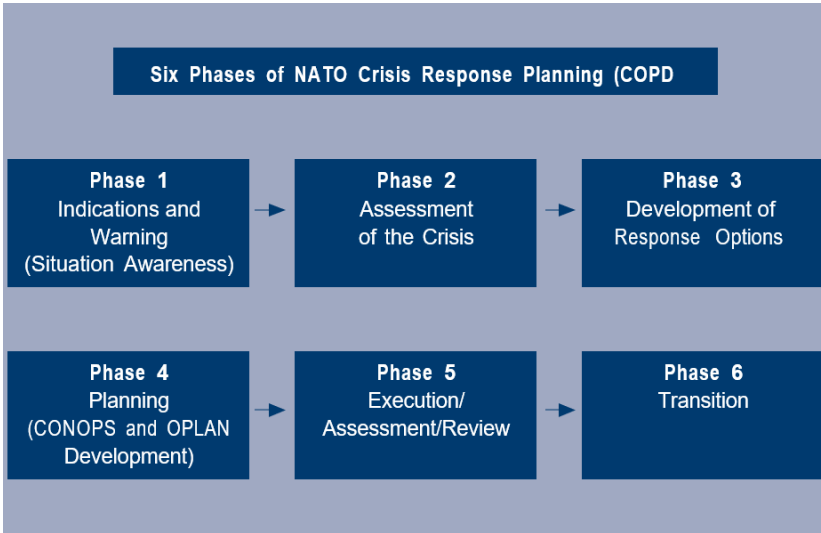 Six Phases of NATO Crisis Response Planning (COPD
Phase 1
Indications and
Warning
(Situation Awareness)
Phase 2
Assessment
of the Crisis
Phase 3
Development of
Response Options
Phase 4
Planning
(CONOPS and OPLAN
Development)
Phase 5
Execution/
Assessment/Review
Phase 6
Transition